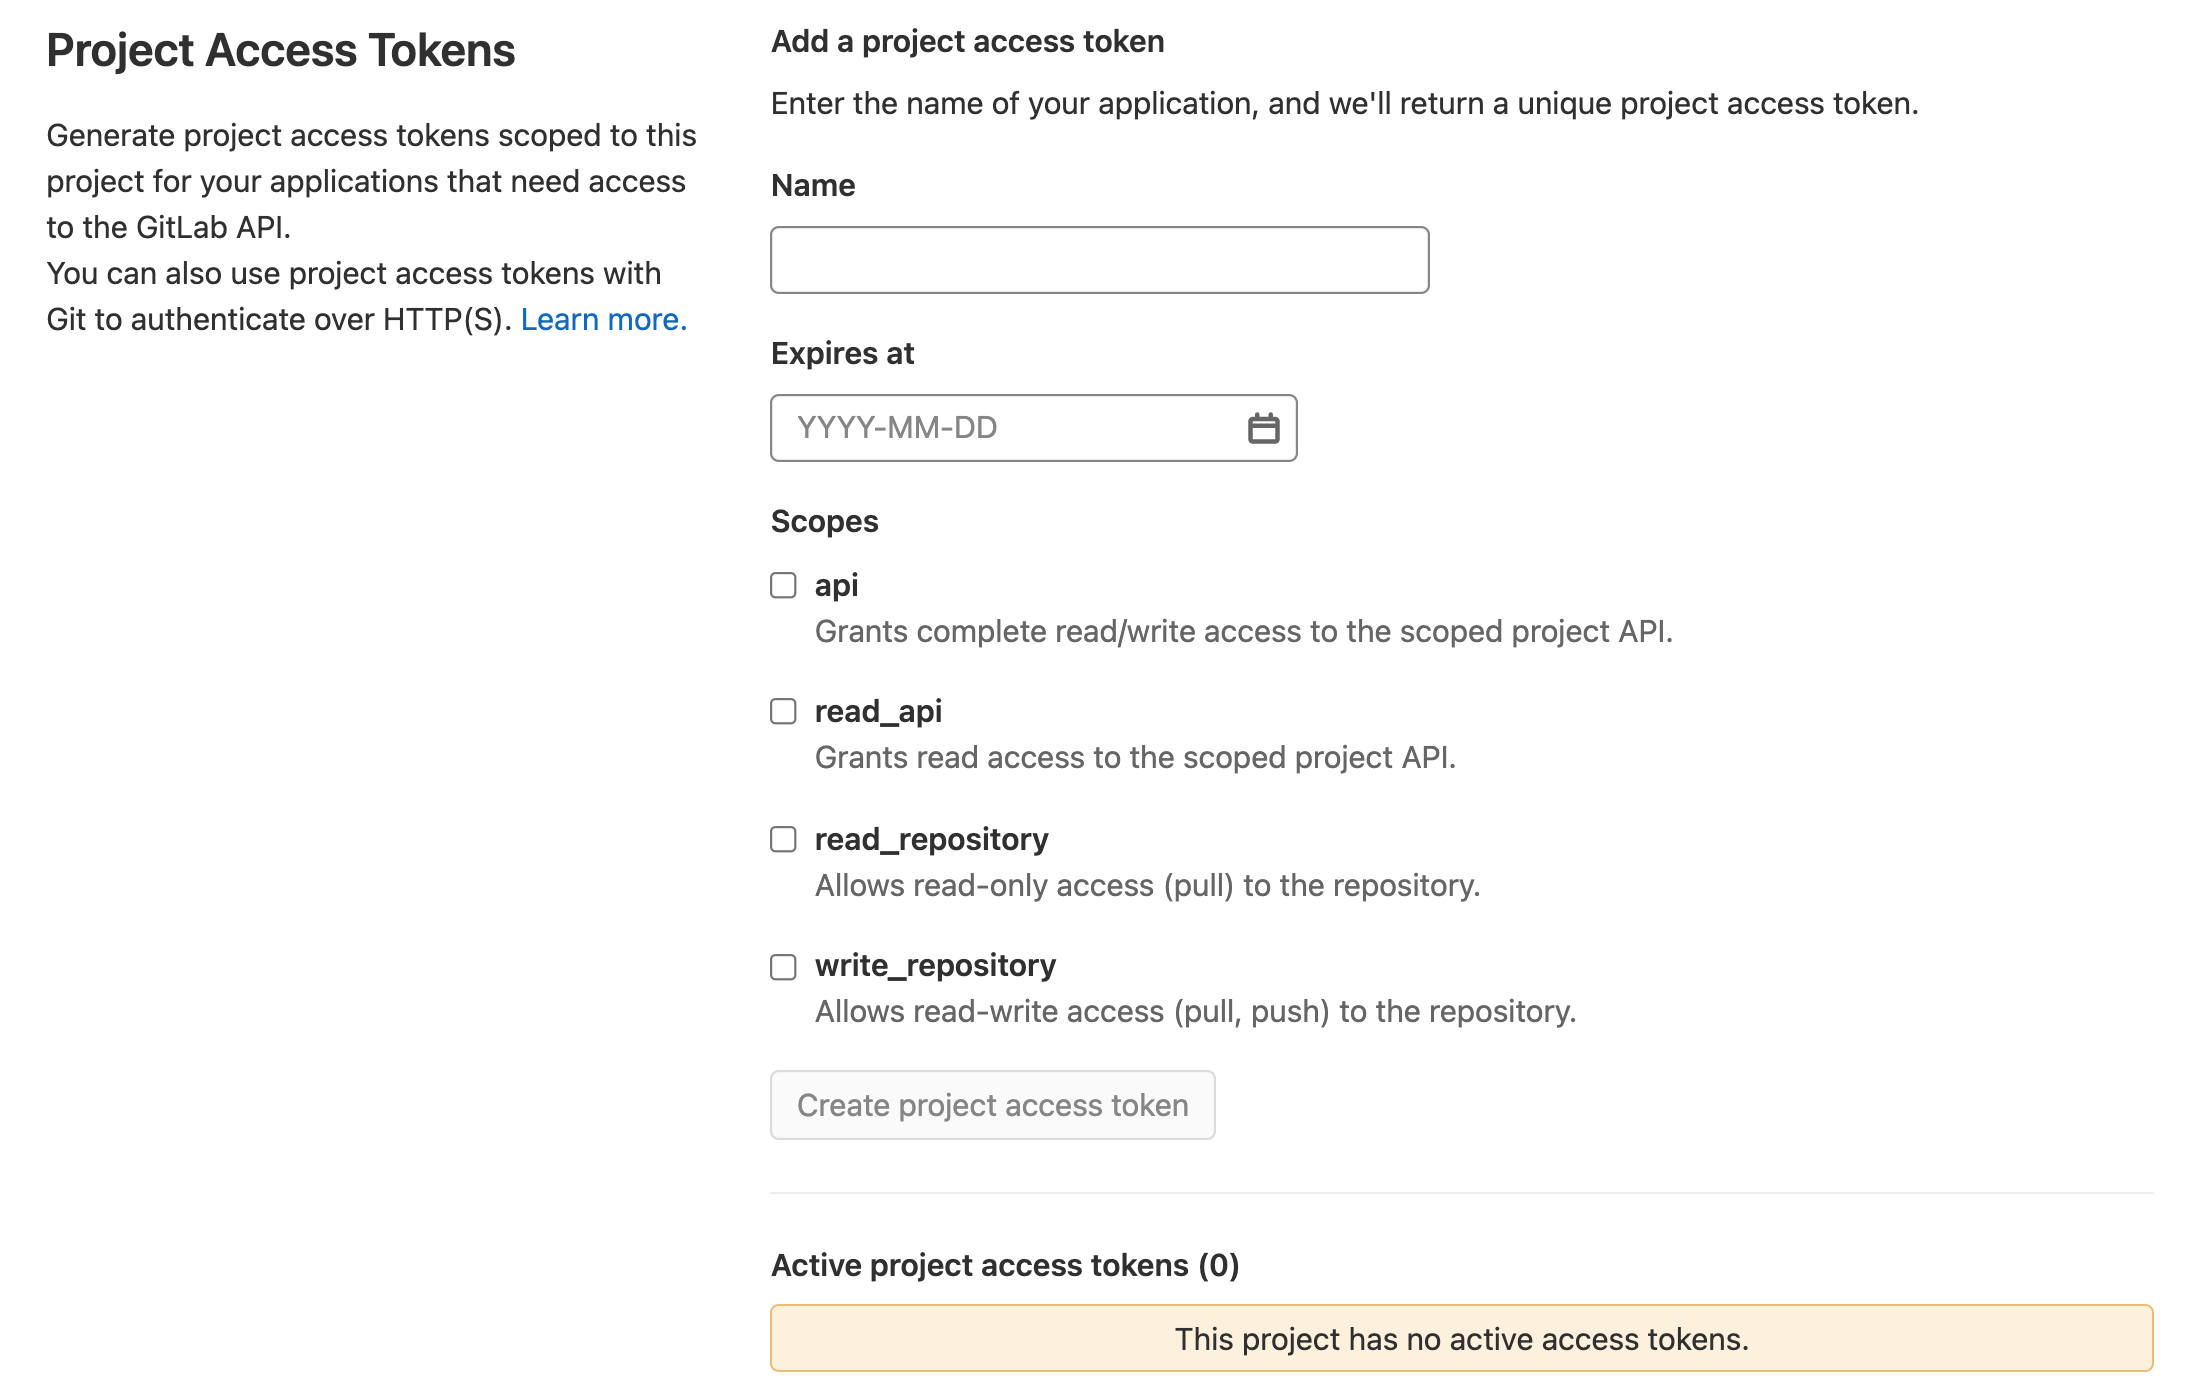 Project Access Tokens
Generate project access tokens scoped to this
project for your applications that need access
to the GitLab API.
You can also use project access tokens with
Git to authenticate over HTTP(S). Learn more.
Add a project access token
Enter the name of your application, and we'll return a unique project access token.
Name
Expires at
YYYY-MM-DD
Scopes
api
Grants complete read/write access to the scoped project API.
read_api
Grants read access to the scoped project API.
read_repository
Allows read-only access (pull) to the repository.
write_repository
Allows read-write access (pull, push) to the repository.
Create project access token
Active project access tokens (0)
This project has no active access tokens.